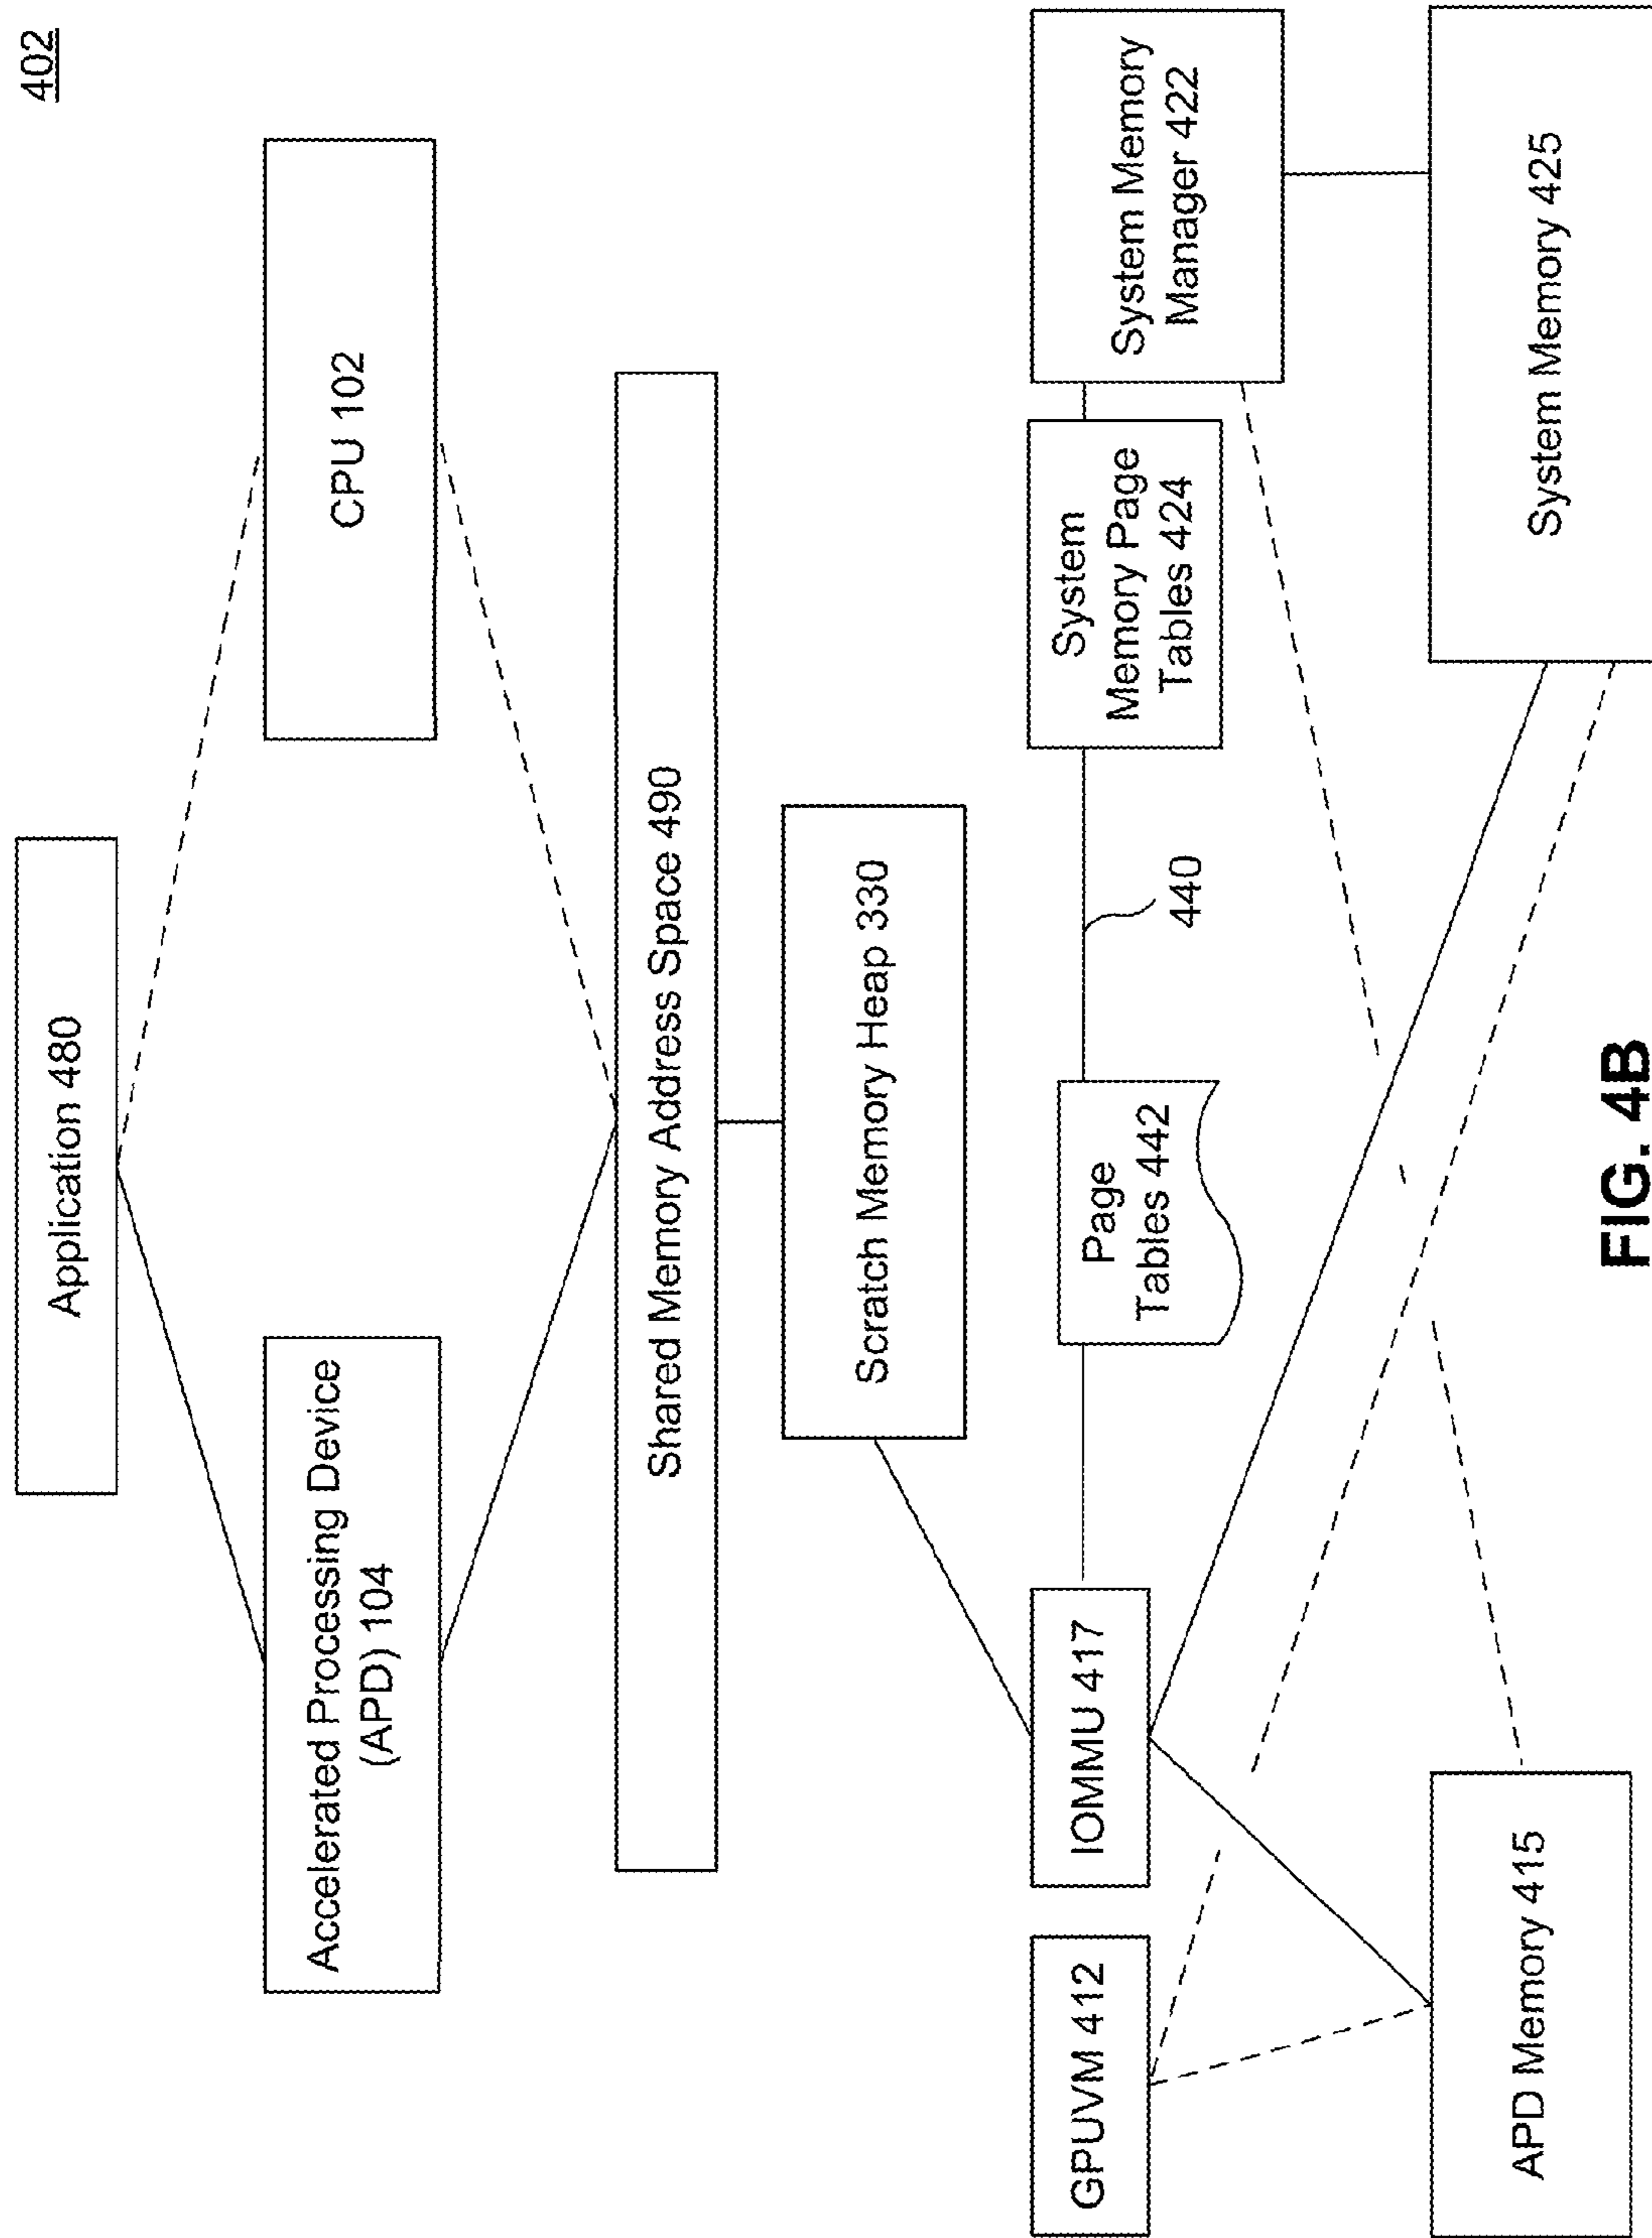 402
Application 480
Accelerated Processing Device
(APD) 104
CPU 102
Shared Memory Address Space 490
Scratch Memory Heap 330
GPUVM 412
IOMMU 417
Page
Tables 442
440
System
Memory Page
Tables 424
System Memory
Manager 422
APD Memory 415
System Memory 425
FIG. 4B